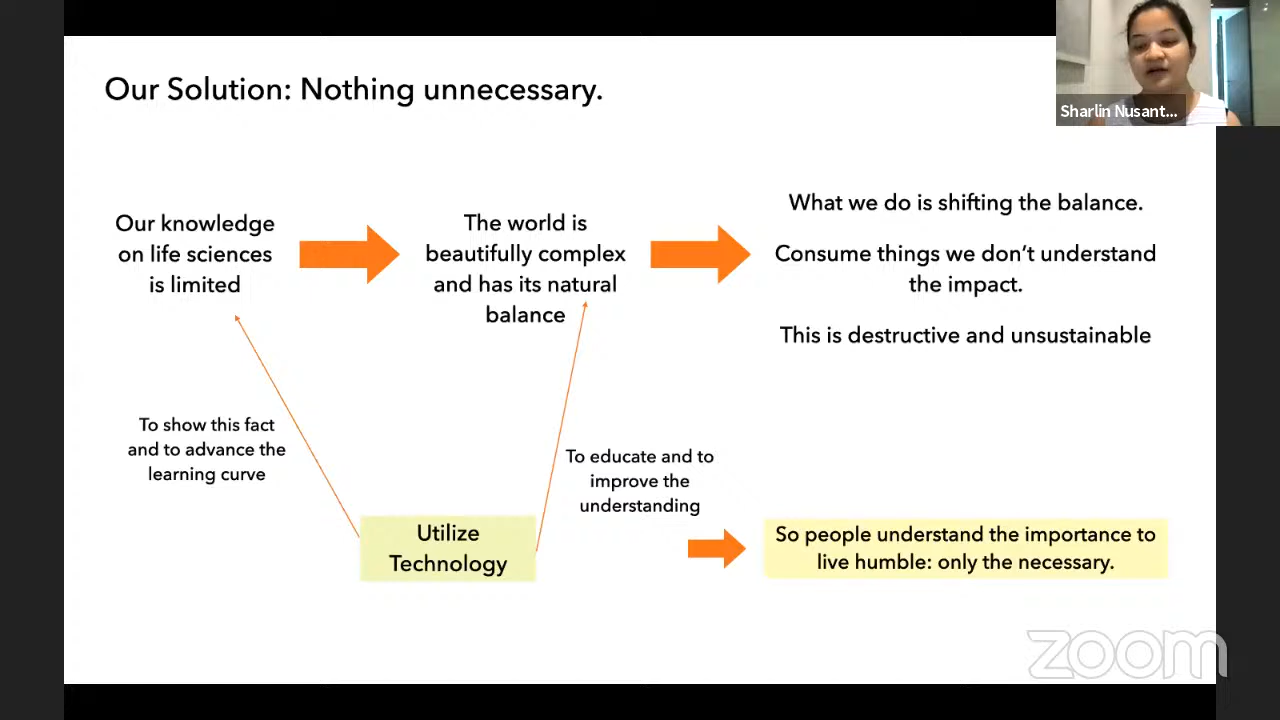 Our Solution: Nothing unnecessary.
Sharlin Nusant...
Our knowledge
on life sciences
is limited
The world is
beautifully complex
and has its natural
balance
What we do is shifting the balance.
Consume things we don’t understand
the impact.
This is destructive and unsustainable
To show this fact
and to advance the
learning curve
To educate and to
improve the
understanding
Utilize
Technology
So people understand the importance to
live humble: only the necessary.
zoom